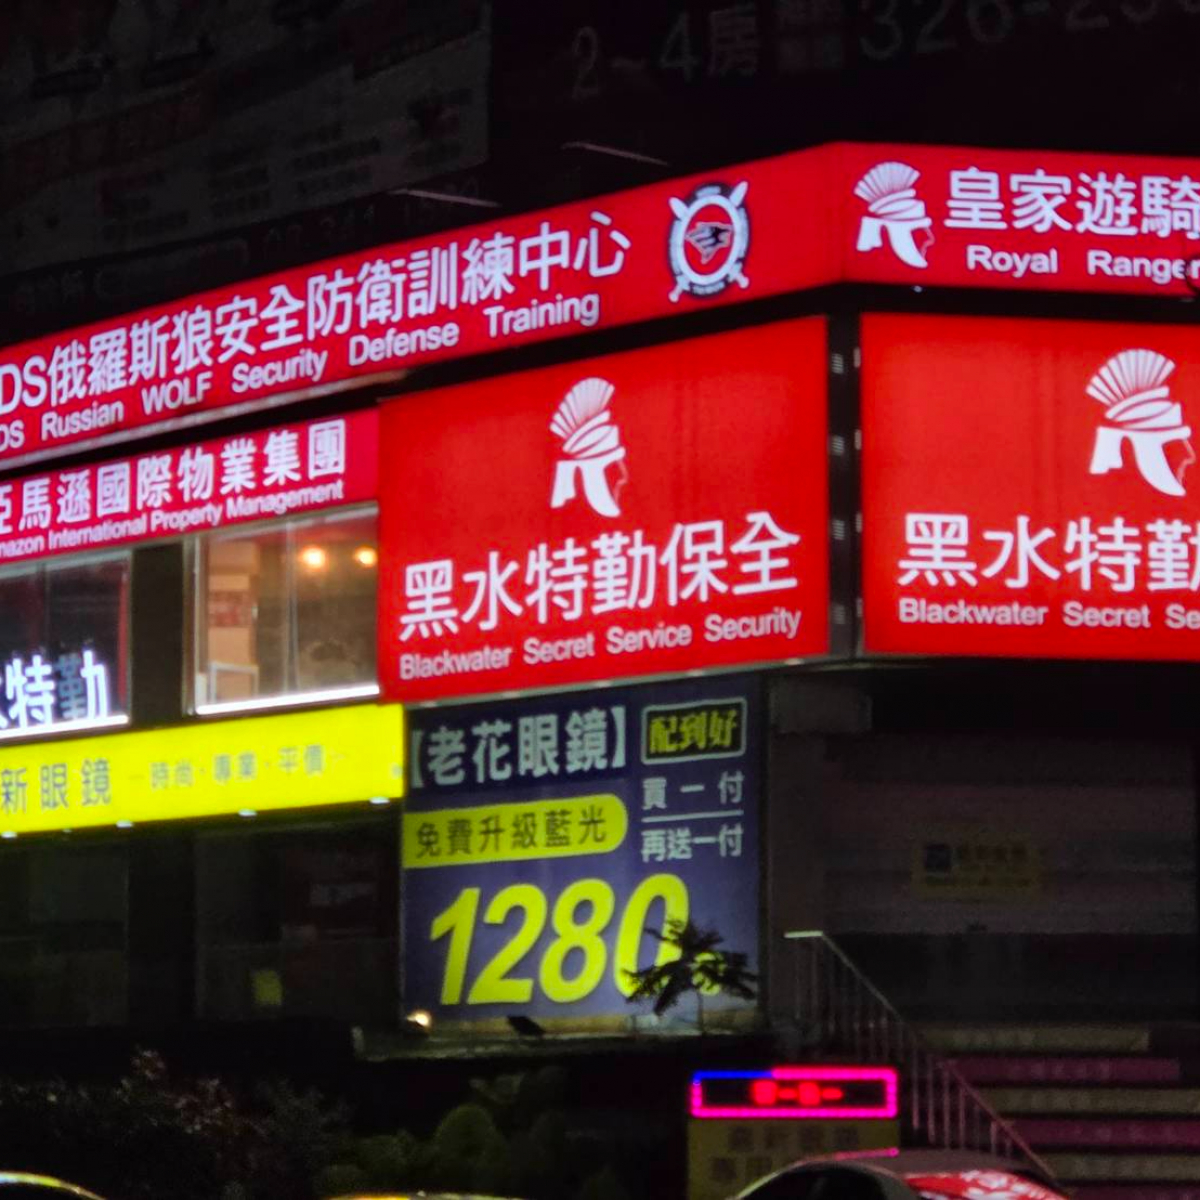 2~4房
皇家遊騎
Royal Ranger
DS俄羅斯狼安全防衛訓練中心
DS Russian WOLF Security Defense Training
亞馬遜國際物業集團
mazon International Property Management
黑水特勤保全
Blackwater Secret Service Security
黑水特勤
Blackwater Secret Se
特勤
新眼鏡 時尚·專業·平價
【老花眼鏡】
配到好
買一付
再送一付
免費升級藍光
1280